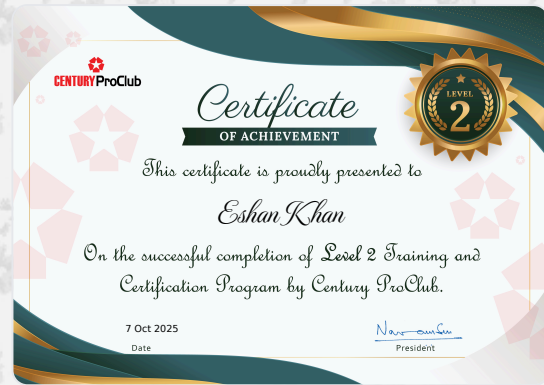 CENTURY ProClub
LEVEL
2
Certificate
OF ACHIEVEMENT
This certificate is proudly presented to
Eshan Khan
On the successful completion of Level 2 Training and
Certification Program by Century ProClub.
7 Oct 2025
Date
President